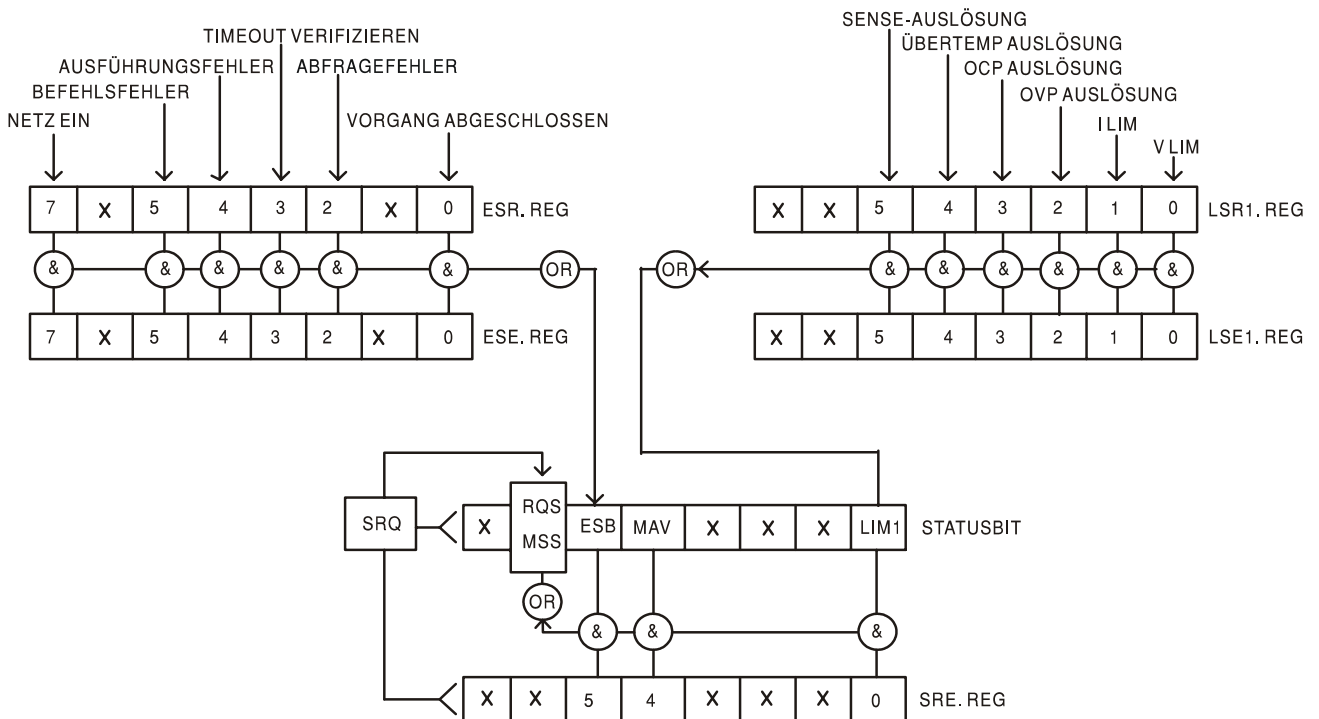 SENSE-AUSLÖSUNG
TIMEOUT VERIFIZIEREN
ÜBERTEMP AUSLÖSUNG
AUSFÜHRUNGSFEHLER ABFRAGEFEHLER
OCP AUSLÖSUNG
BEFEHLSFEHLER
OVP AUSLÖSUNG
NETZ EIN
VORGANG ABGESCHLOSSEN
I LIM
V LIM
7 X 5 4 3 2 X 0 ESR. REG
X X 5 4 3 2 1 0 LSR1. REG
& & & & & & OR
OR & & & & & &
7 X 5 4 3 2 X 0 ESE. REG
X X 5 4 3 2 1 0 LSE1. REG
SRQ
X RQS MSS ESB MAV X X X LIM1 STATUSBIT
OR
& & &
X X 5 4 X X X 0 SRE. REG